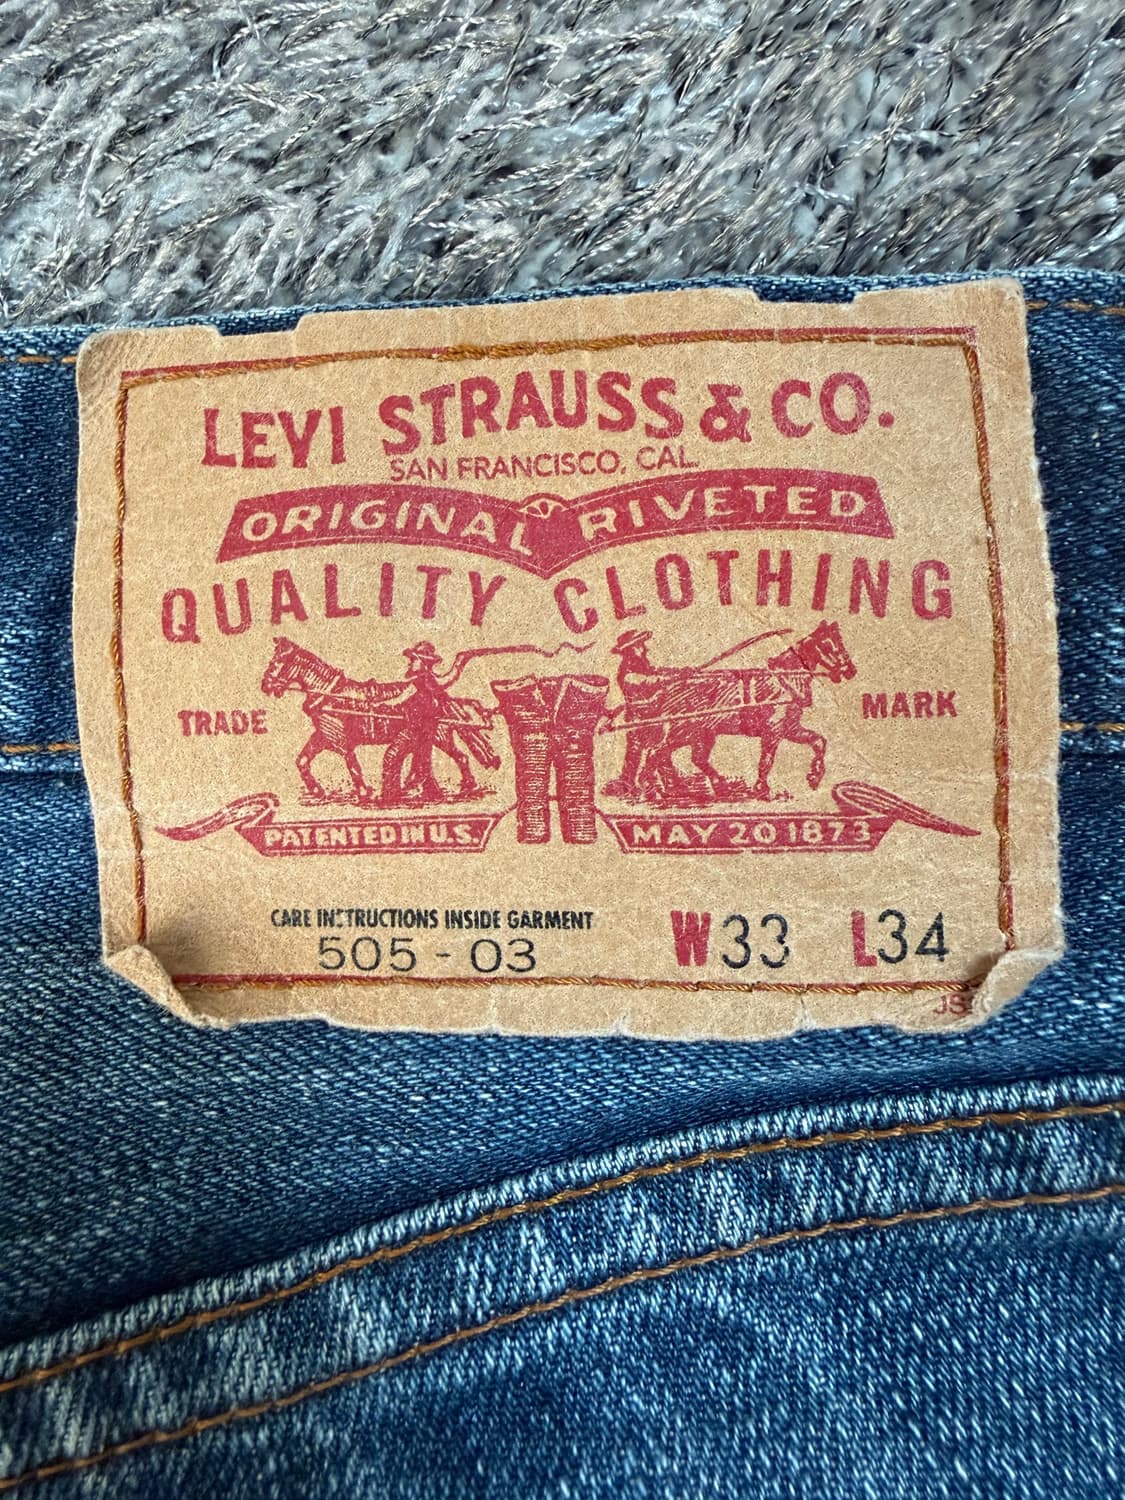 LEVI STRAUSS & CO.
SAN FRANCISCO, CAL.
ORIGINAL RIVETED
QUALITY CLOTHING
TRADE MARK
PATENTED IN U.S. MAY 20 1873
CARE INSTRUCTIONS INSIDE GARMENT
505 - 03 W33 L34